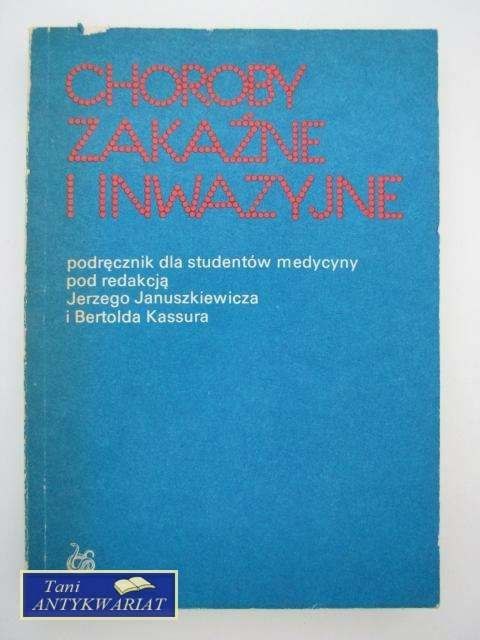 CHOROBY
ZAKAŹNE
I INWAZYJNE
podręcznik dla studentów medycyny
pod redakcją
Jerzego Januszkiewicza
i Bertolda Kassura
Tani
ANTYKWARIAT